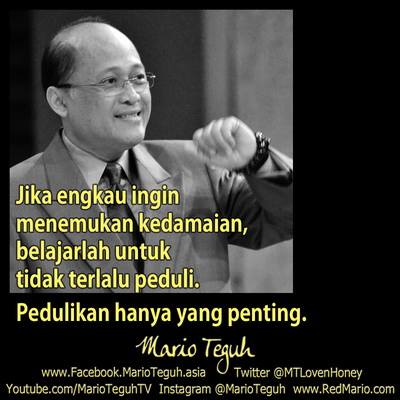 Jika engkau ingin
menemukan kedamaian,
belajarlah untuk
tidak terlalu peduli.
Pedulikan hanya yang penting.
Mario Teguh
www.Facebook.MarioTeguh.asia Twitter @MTLovenHoney
Youtube.com/MarioTeguhTV Instagram @MarioTeguh www.RedMario.com